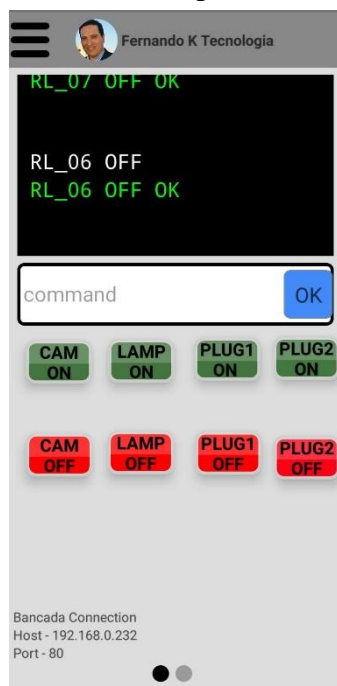 Fernando K Tecnologia
RL_07 OFF OK
RL_06 OFF
RL_06 OFF OK
command
OK
CAM ON
LAMP ON
PLUG1 ON
PLUG2 ON
CAM OFF
LAMP OFF
PLUG1 OFF
PLUG2 OFF
Bancada Connection
Host - 192.168.0.232
Port - 80